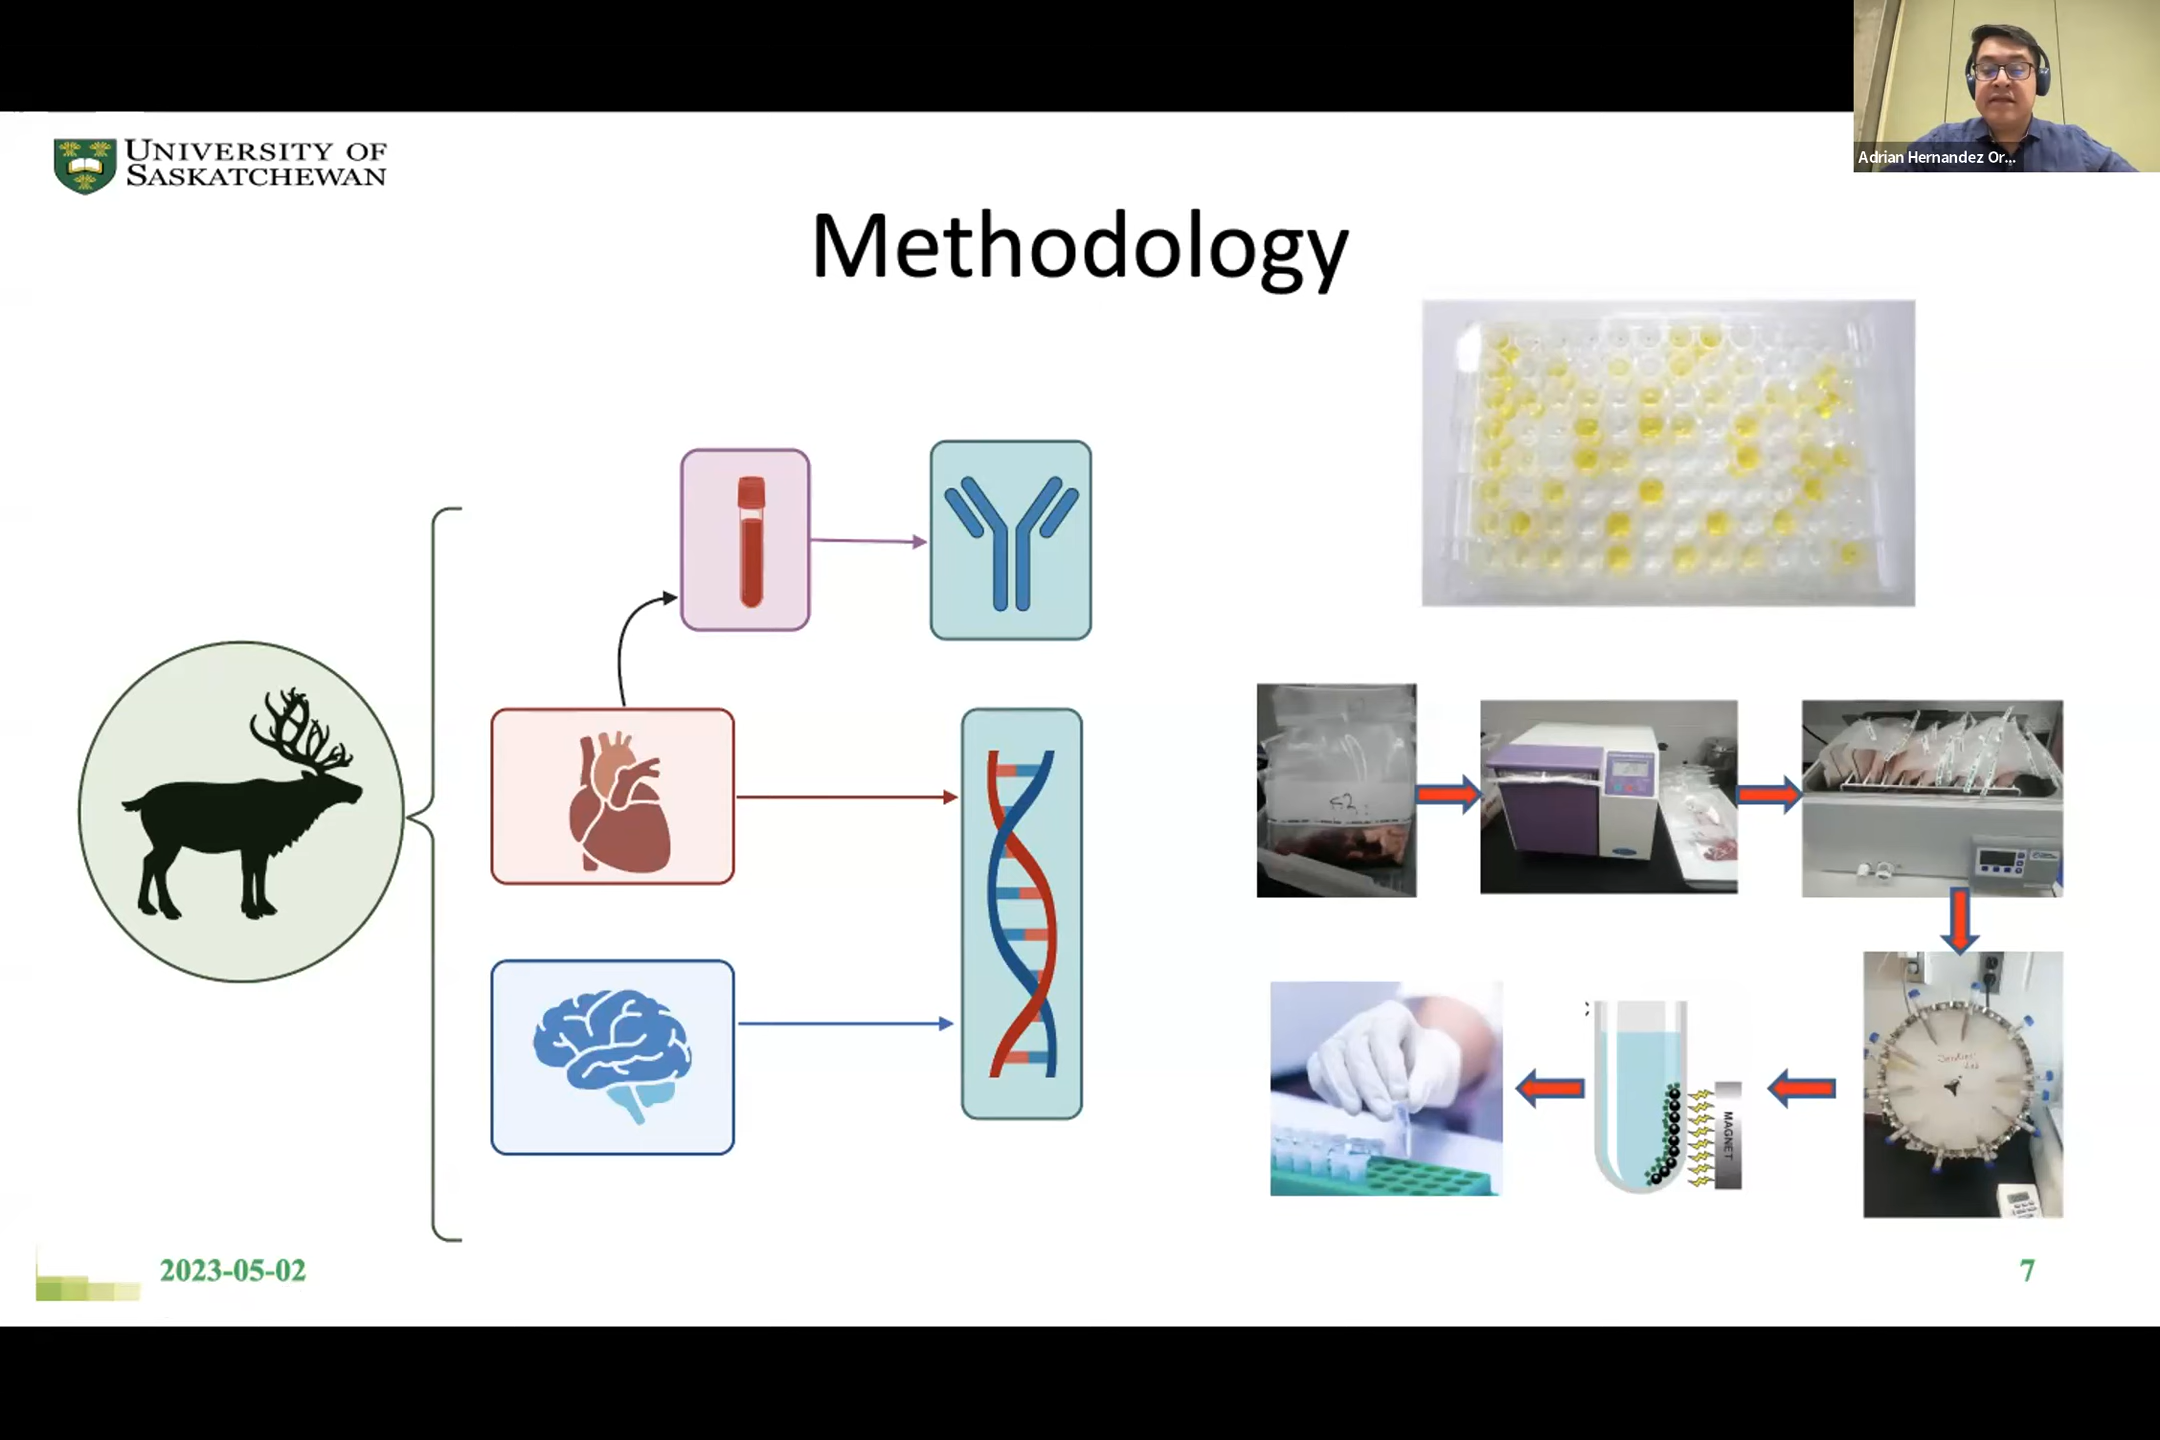 Adrian Hernandez Or...
UNIVERSITY OF
SASKATCHEWAN
Methodology
MAGNET
2023-05-02
7